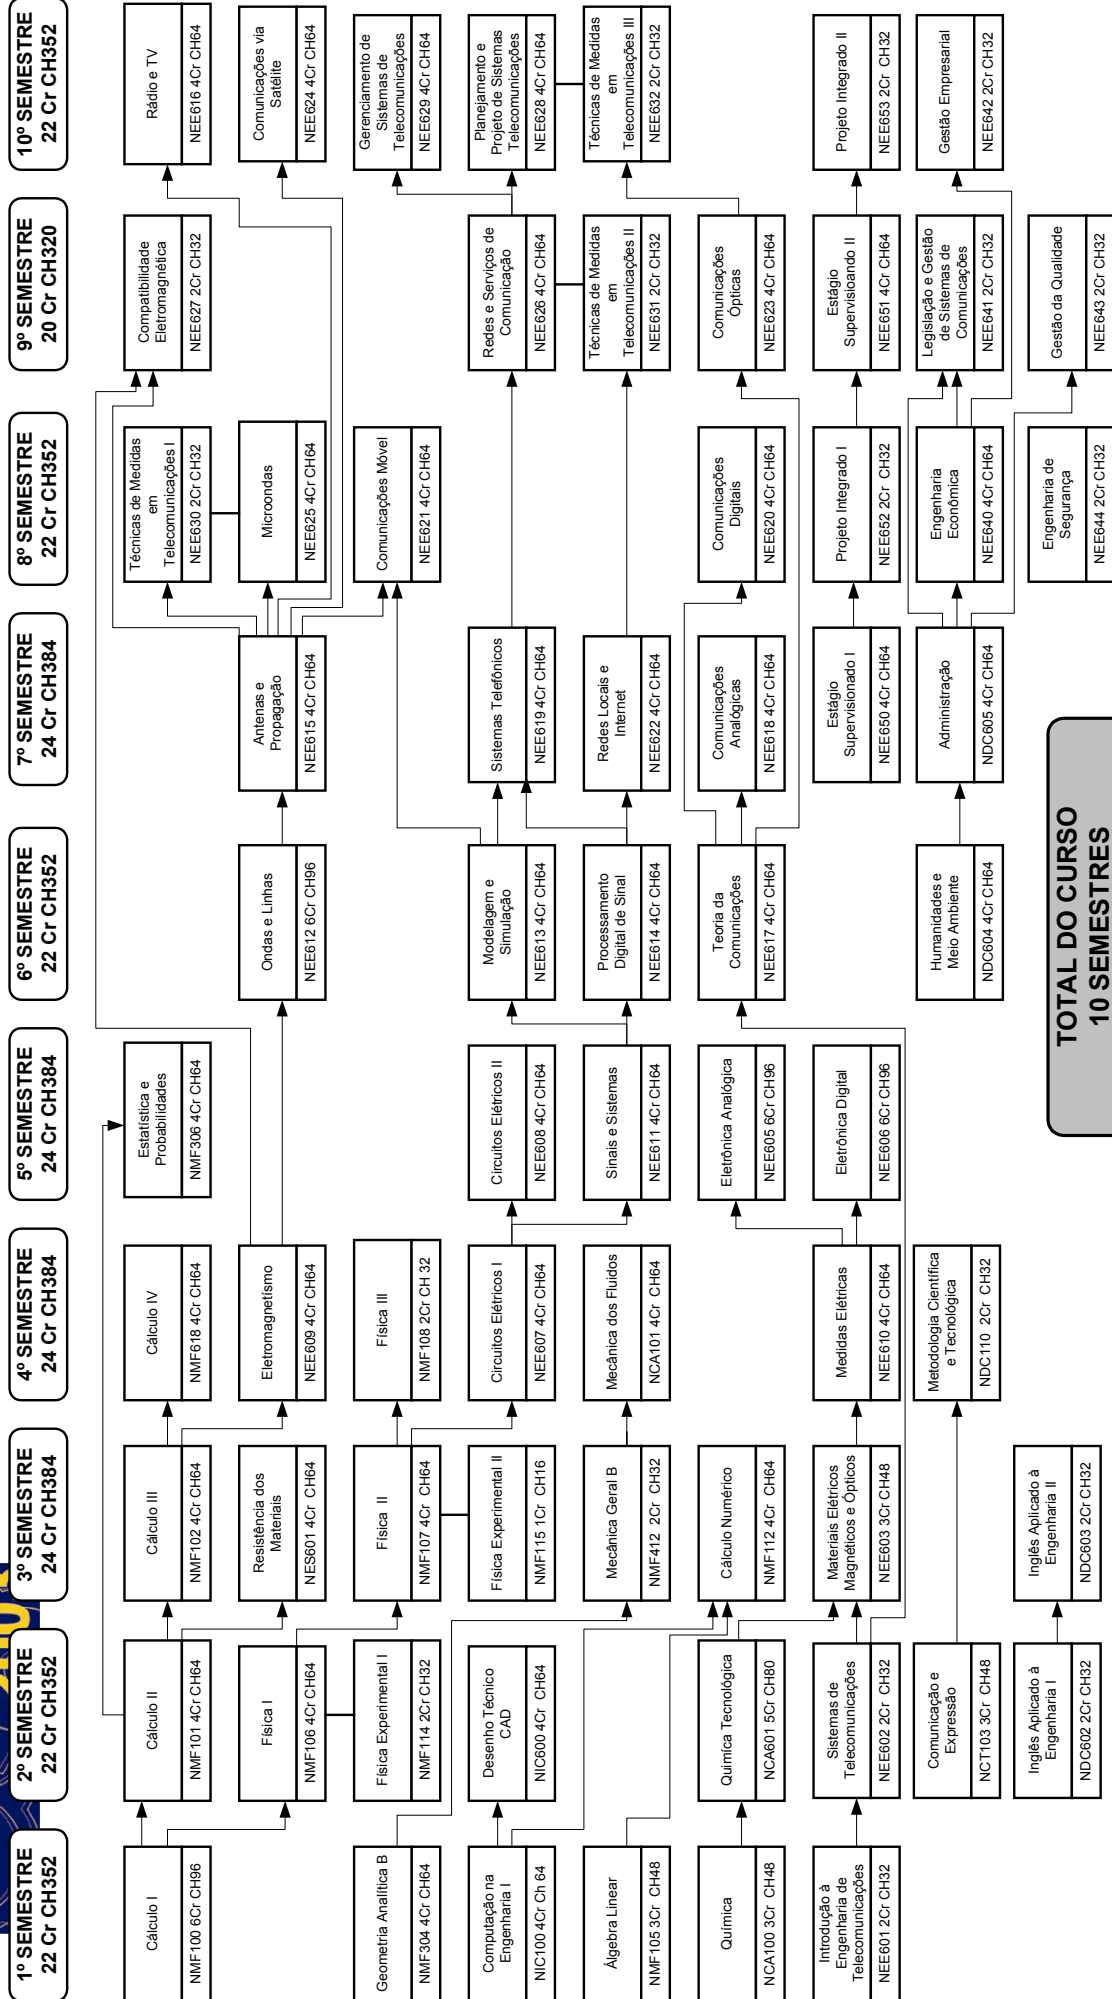 1º SEMESTRE
22 Cr CH352
2º SEMESTRE
22 Cr CH352
3º SEMESTRE
24 Cr CH384
4º SEMESTRE
24 Cr CH384
5º SEMESTRE
24 Cr CH384
6º SEMESTRE
22 Cr CH352
7º SEMESTRE
24 Cr CH384
8º SEMESTRE
22 Cr CH352
9º SEMESTRE
20 Cr CH320
10º SEMESTRE
22 Cr CH352
Cálculo I
NMF100 6Cr CH96
Geometria Analítica B
NMF304 4Cr CH64
Computação na
Engenharia I
NIC100 4Cr Ch 64
Álgebra Linear
NMF105 3Cr CH48
Química
NCA100 3Cr CH48
Introdução à
Engenharia de
Telecomunicações
NEE601 2Cr CH32
Cálculo II
NMF101 4Cr CH64
Física I
NMF106 4Cr CH64
Física Experimental I
NMF114 2Cr CH32
Desenho Técnico
CAD
NIC600 4Cr CH64
Química Tecnológica
NCA601 5Cr CH80
Sistemas de
Telecomunicações
NEE602 2Cr CH32
Comunicação e
Expressão
NCT103 3Cr CH48
Inglês Aplicado à
Engenharia I
NDC602 2Cr CH32
Cálculo III
NMF102 4Cr CH64
Resistência dos
Materiais
NES601 4Cr CH64
Física II
NMF107 4Cr CH64
Física Experimental II
NMF115 1Cr CH16
Mecânica Geral B
NMF412 2Cr CH32
Cálculo Numérico
NMF112 4Cr CH64
Materiais Elétricos
Magnéticos e Ópticos
NEE603 3Cr CH48
Inglês Aplicado à
Engenharia II
NDC603 2Cr CH32
Cálculo IV
NMF618 4Cr CH64
Eletromagnetísmo
NEE609 4Cr CH64
Física III
NMF108 2Cr CH 32
Circuitos Elétricos I
NEE607 4Cr CH64
Mecânica dos Fluidos
NCA101 4Cr CH64
Medidas Elétricas
NEE610 4Cr CH64
Metodologia Científica
e Tecnológica
NDC110 2Cr CH32
Estatística e
Probabilidades
NMF306 4Cr CH64
Circuitos Elétricos II
NEE608 4Cr CH64
Sinais e Sistemas
NEE611 4Cr CH64
Eletrônica Analógica
NEE605 6Cr CH96
Eletrônica Digital
NEE606 6Cr CH96
Ondas e Linhas
NEE612 6Cr CH96
Modelagem e
Simulação
NEE613 4Cr CH64
Processamento
Digital de Sinal
NEE614 4Cr CH64
Teoria da
Comunicações
NEE617 4Cr CH64
Humanidades e
Meio Ambiente
NDC604 4Cr CH64
Antenas e
Propagação
NEE615 4Cr CH64
Sistemas Telefônicos
NEE619 4Cr CH64
Redes Locais e
Internet
NEE622 4Cr CH64
Comunicações
Analógicas
NEE618 4Cr CH64
Estágio
Supervisionado I
NEE650 4Cr CH64
Administração
NDC605 4Cr CH64
Técnicas de Medidas
em
Telecomunicações I
NEE630 2Cr CH32
Microondas
NEE625 4Cr CH64
Comunicações Móvel
NEE621 4Cr CH64
Comunicações
Digitais
NEE620 4Cr CH64
Projeto Integrado I
NEE652 2Cr CH32
Engenharia
Econômica
NEE640 4Cr CH64
Engenharia de
Segurança
NEE644 2Cr CH32
Compatibilidade
Eletromagnética
NEE627 2Cr CH32
Redes e Serviços de
Comunicação
NEE626 4Cr CH64
Técnicas de Medidas
em
Telecomunicações II
NEE631 2Cr CH32
Comunicações
Ópticas
NEE623 4Cr CH64
Estágio
Supervisioando II
NEE651 4Cr CH64
Legislação e Gestão
de Sistemas de
Comunicações
NEE641 2Cr CH32
Gestão da Qualidade
NEE643 2Cr CH32
Rádio e TV
NEE616 4Cr CH64
Comunicações via
Satélite
NEE624 4Cr CH64
Gerenciamento de
Sistemas de
Telecomunicações
NEE629 4Cr CH64
Planejamento e
Projeto de Sistemas
Telecomunicações
NEE628 4Cr CH64
Técnicas de Medidas
em
Telecomunicações III
NEE632 2Cr CH32
Projeto Integrado II
NEE653 2Cr CH32
Gestão Empresarial
NEE642 2Cr CH32
TOTAL DO CURSO
10 SEMESTRES